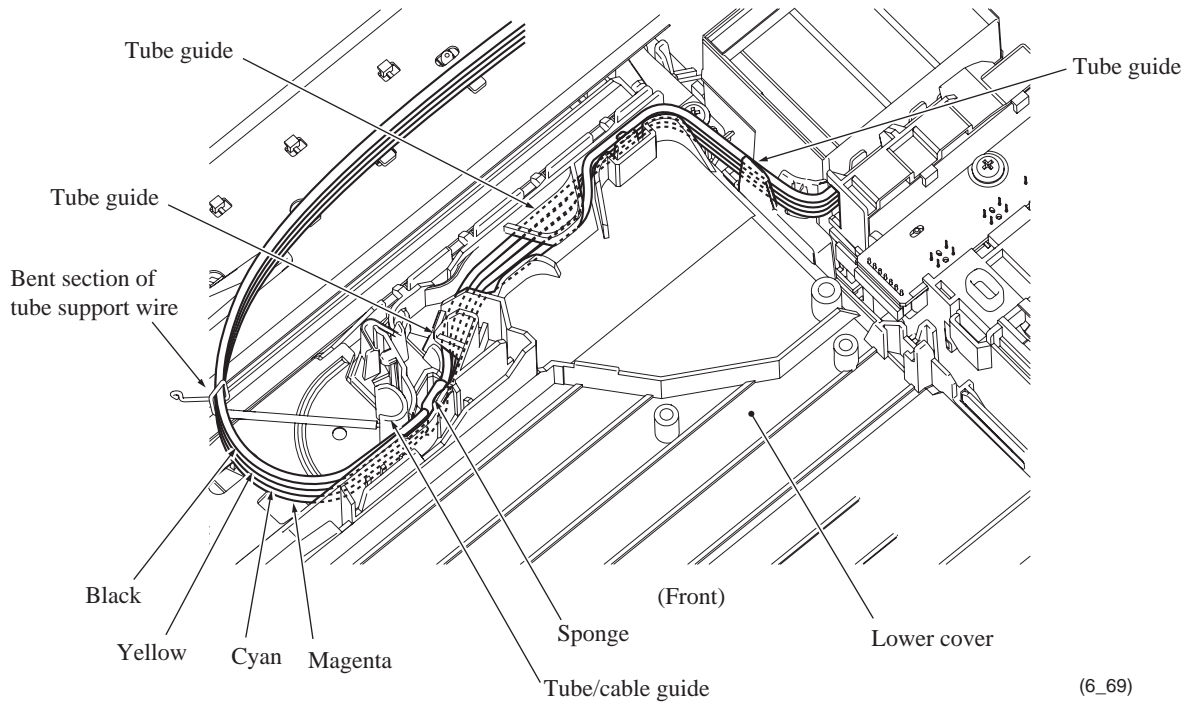 Tube guide
Tube guide
Tube guide
Bent section of
tube support wire
Black
Yellow
Cyan
Magenta
(Front)
Sponge
Lower cover
Tube/cable guide
(6_69)